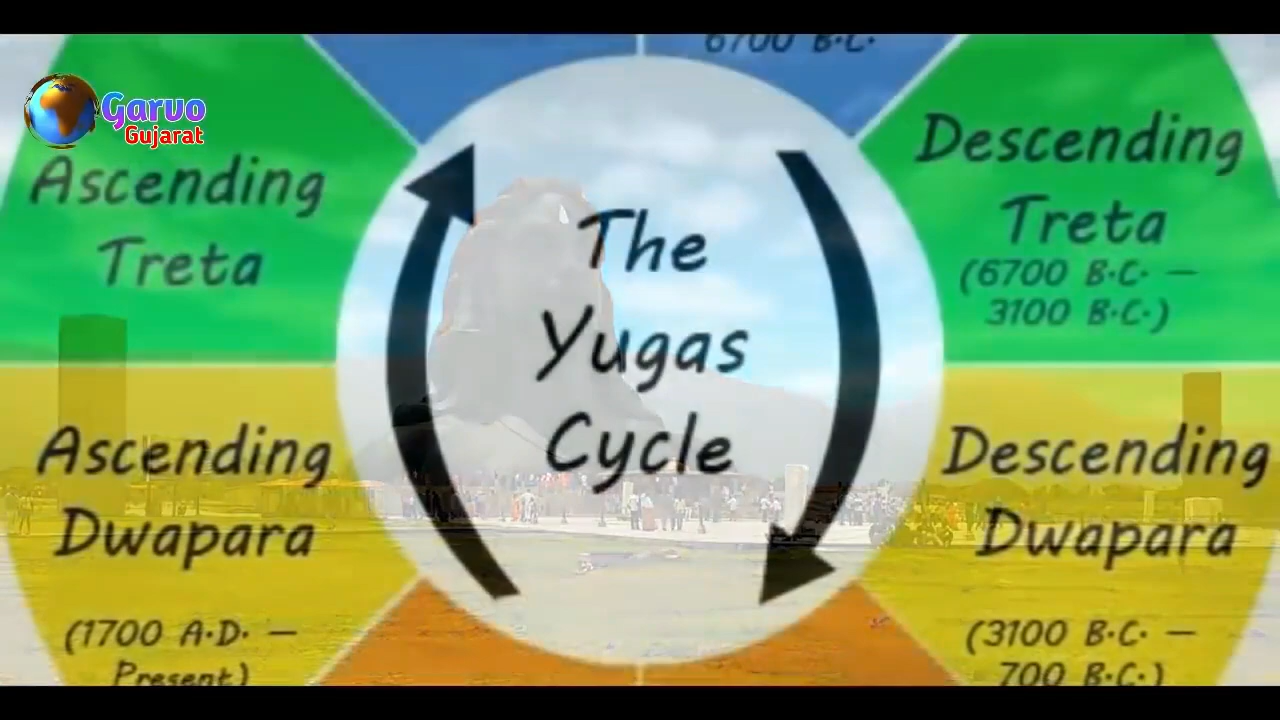 6700 B.C.
Garvo
Gujarat
Ascending
Treta
Descending
Treta
(6700 B.C. —
3100 B.C.)
The
Yugas
Cycle
Ascending
Dwapara
(1700 A.D. —
Present)
Descending
Dwapara
(3100 B.C. —
700 B.C.)